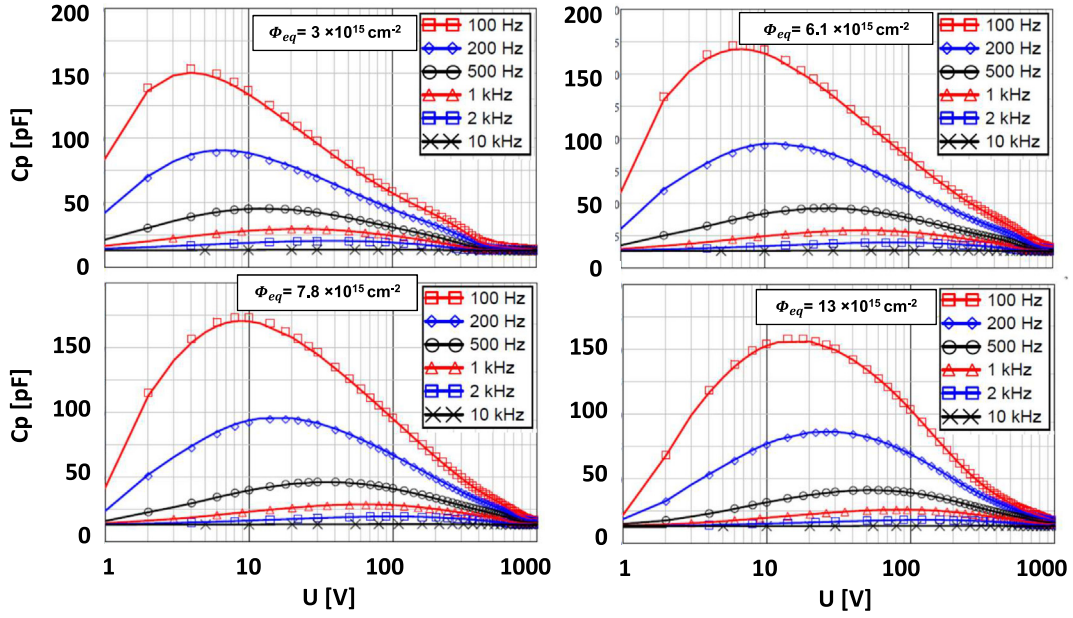 200
150
100
50
0
Cp [pF]
Φeq= 3 ×10¹⁵ cm⁻²
100 Hz
200 Hz
500 Hz
1 kHz
2 kHz
10 kHz
200
150
100
50
0
Φeq= 6.1 ×10¹⁵ cm⁻²
100 Hz
200 Hz
500 Hz
1 kHz
2 kHz
10 kHz
150
100
50
0
Cp [pF]
Φeq= 7.8 ×10¹⁵ cm⁻²
100 Hz
200 Hz
500 Hz
1 kHz
2 kHz
10 kHz
1 10 100 1000
U [V]
150
100
50
0
Φeq= 13 ×10¹⁵ cm⁻²
100 Hz
200 Hz
500 Hz
1 kHz
2 kHz
10 kHz
1 10 100 1000
U [V]